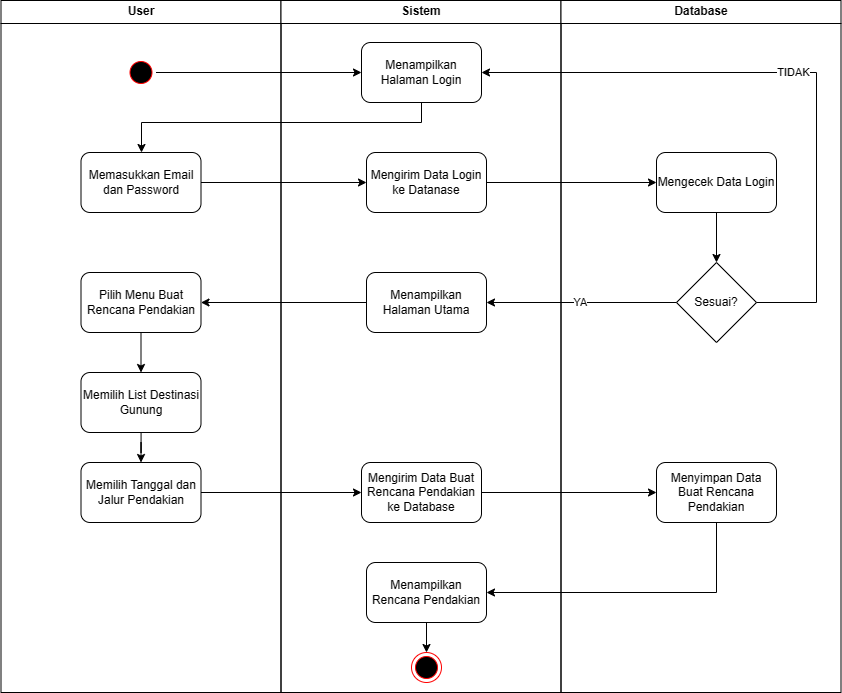 User
Sistem
Database
Menampilkan
Halaman Login
TIDAK
Memasukkan Email
dan Password
Mengirim Data Login
ke Datanase
Mengecek Data Login
Pilih Menu Buat
Rencana Pendakian
Menampilkan
Halaman Utama
YA
Sesuai?
Memilih List Destinasi
Gunung
Memilih Tanggal dan
Jalur Pendakian
Mengirim Data Buat
Rencana Pendakian
ke Database
Menyimpan Data
Buat Rencana
Pendakian
Menampilkan
Rencana Pendakian